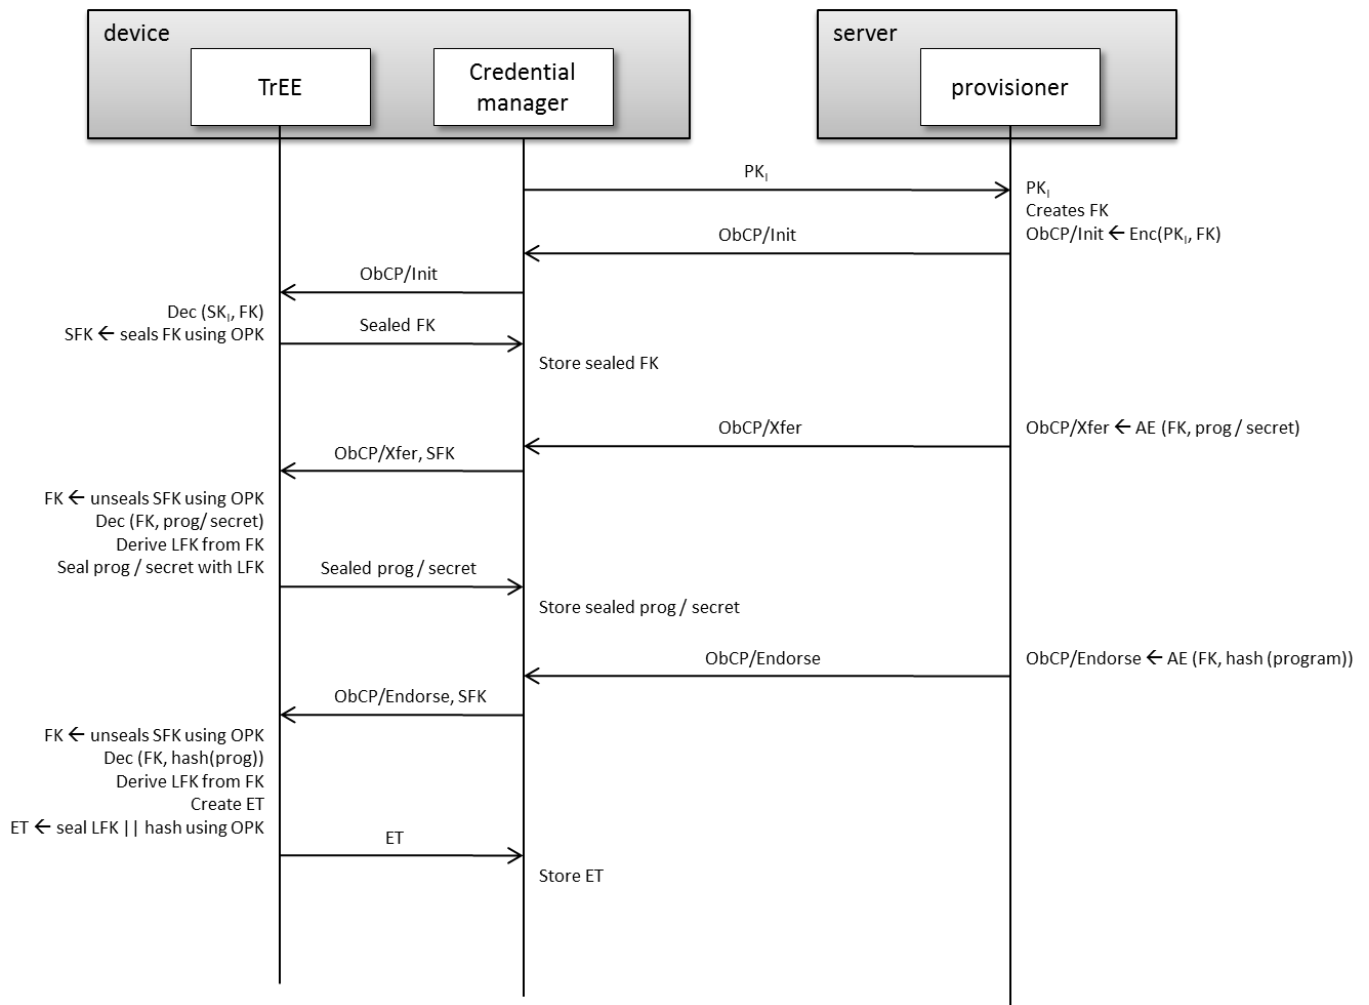 device
server
TrEE
Credential
manager
provisioner
PKI
PKI
Creates FK
ObCP/Init
ObCP/Init ← Enc(PKI, FK)
ObCP/Init
Dec (SKI, FK)
SFK ← seals FK using OPK
Sealed FK
Store sealed FK
ObCP/Xfer
ObCP/Xfer ← AE (FK, prog / secret)
ObCP/Xfer, SFK
FK ← unseals SFK using OPK
Dec (FK, prog/ secret)
Derive LFK from FK
Seal prog / secret with LFK
Sealed prog / secret
Store sealed prog / secret
ObCP/Endorse
ObCP/Endorse ← AE (FK, hash (program))
ObCP/Endorse, SFK
FK ← unseals SFK using OPK
Dec (FK, hash(prog))
Derive LFK from FK
Create ET
ET ← seal LFK || hash using OPK
ET
Store ET